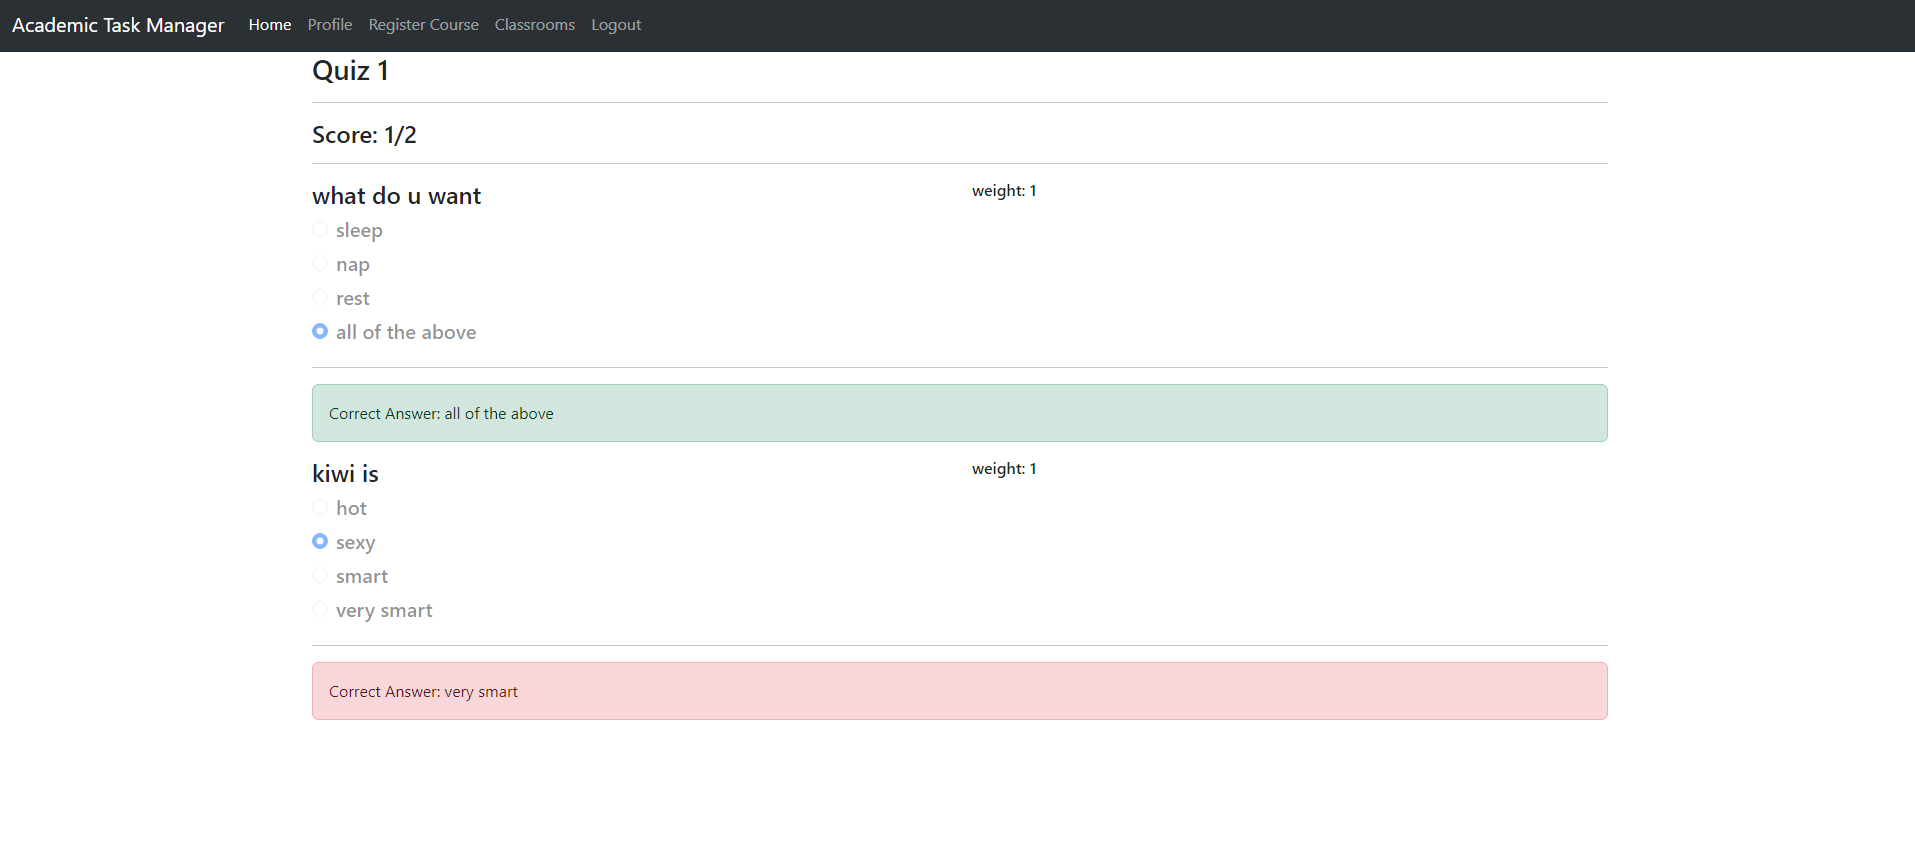 Academic Task Manager Home Profile Register Course Classrooms Logout
Quiz 1
Score: 1/2
what do u want weight: 1
sleep
nap
rest
all of the above
Correct Answer: all of the above
kiwi is weight: 1
hot
sexy
smart
very smart
Correct Answer: very smart